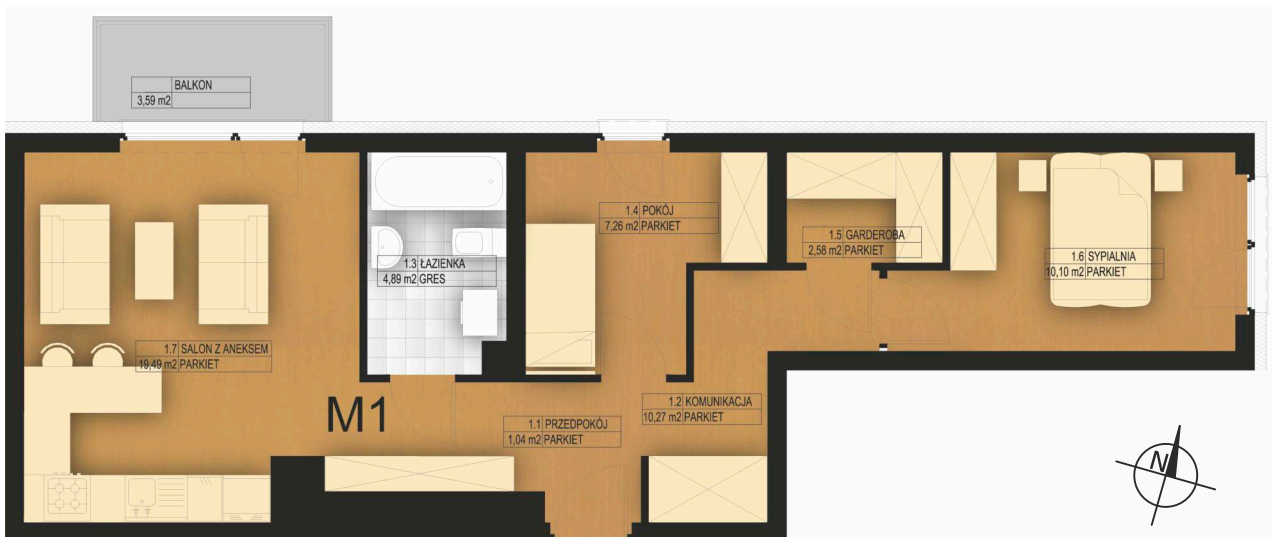 BALKON
3,59 m2
1.4 POKÓJ
7,26 m2 PARKIET
1.5 GARDEROBA
2,58 m2 PARKIET
1.3 ŁAZIENKA
4,89 m2 GRES
1.6 SYPIALNIA
10,10 m2 PARKIET
1.7 SALON Z ANEKSEM
19,49 m2 PARKIET
M1
1.2 KOMUNIKACJA
10,27 m2 PARKIET
1.1 PRZEDPOKÓJ
1,04 m2 PARKIET
N